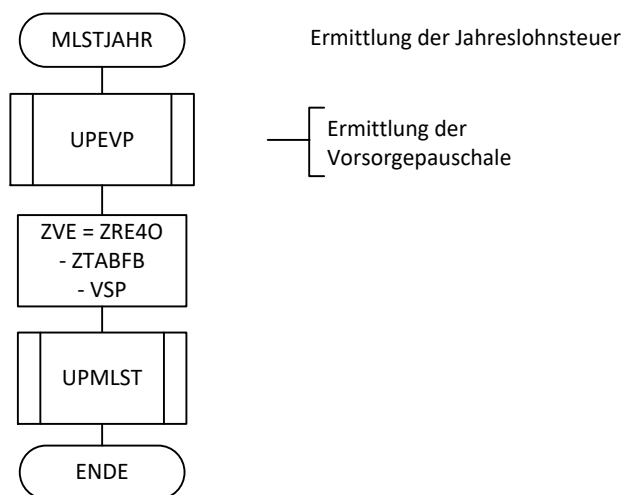 MLSTJAHR
Ermittlung der Jahreslohnsteuer
UPEVP
Ermittlung der
Vorsorgepauschale
ZVE = ZRE4O
- ZTABFB
- VSP
UPMLST
ENDE